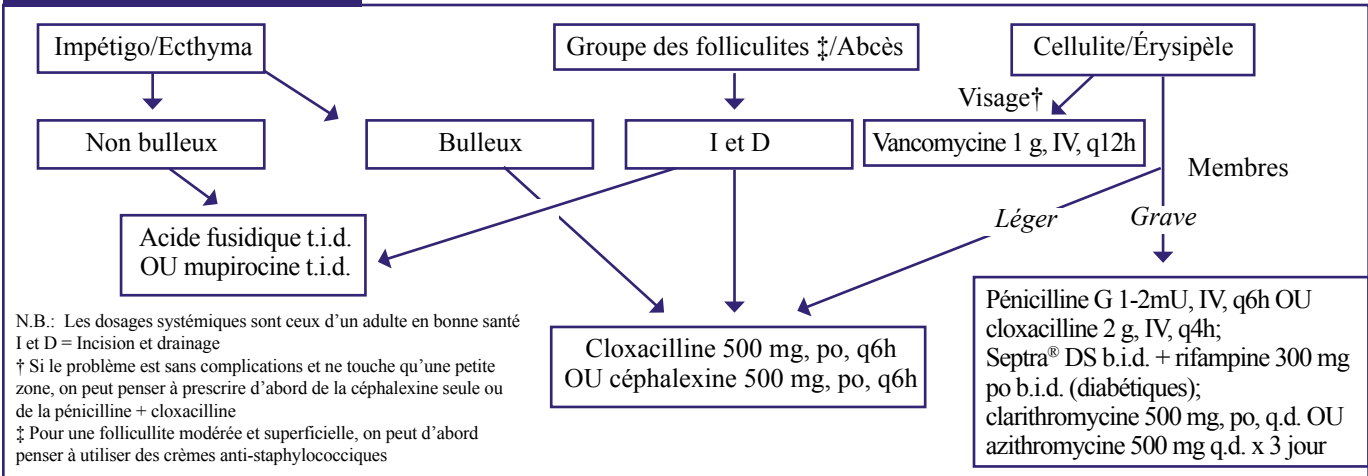 Impétigo/Ecthyma
Groupe des folliculites ‡/Abcès
Cellulite/Érysipèle
Visage†
Non bulleux
Bulleux
I et D
Vancomycine 1 g, IV, q12h
Membres
Léger
Grave
Acide fusidique t.i.d.
OU mupirocine t.i.d.
Pénicilline G 1-2mU, IV, q6h OU
cloxacilline 2 g, IV, q4h;
Septra® DS b.i.d. + rifampine 300 mg
po b.i.d. (diabétiques);
clarithromycine 500 mg, po, q.d. OU
azithromycine 500 mg q.d. x 3 jour
Cloxacilline 500 mg, po, q6h
OU céphalexine 500 mg, po, q6h
N.B.: Les dosages systémiques sont ceux d’un adulte en bonne santé
I et D = Incision et drainage
† Si le problème est sans complications et ne touche qu’une petite
zone, on peut penser à prescrire d’abord de la céphalexine seule ou
de la pénicilline + cloxacilline
‡ Pour une follicullite modérée et superficielle, on peut d’abord
penser à utiliser des crèmes anti-staphylococciques